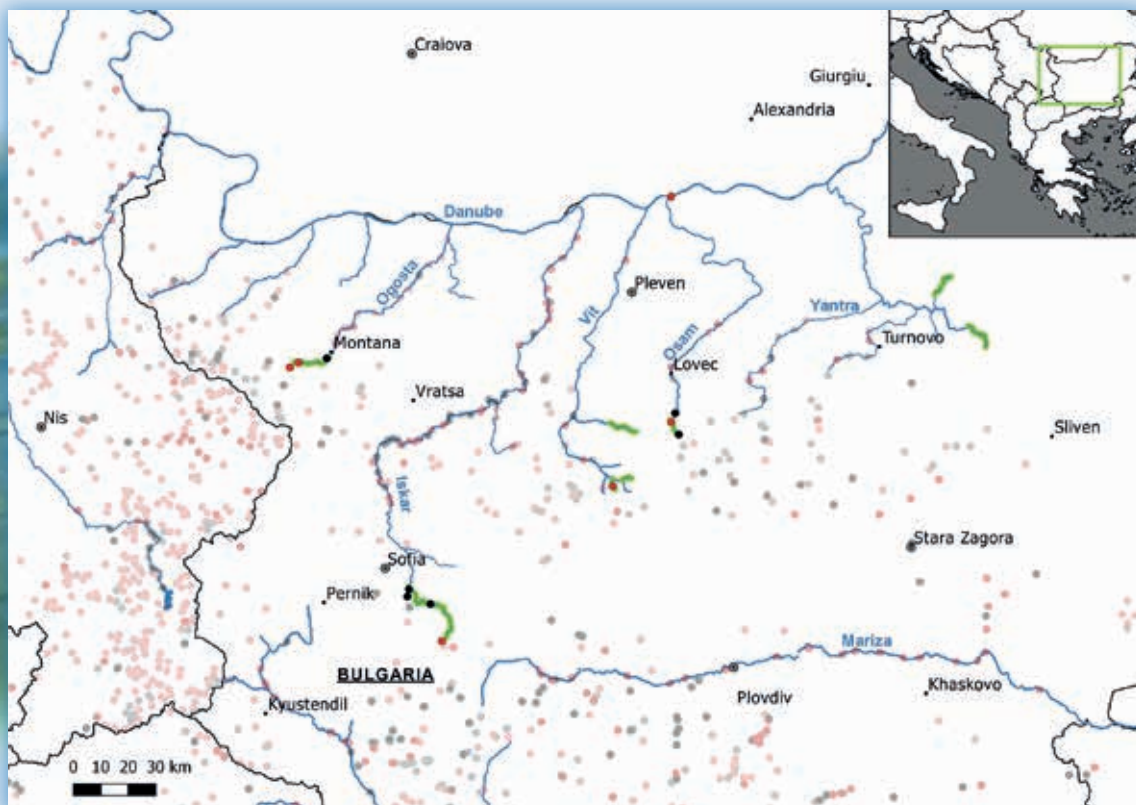 Craiova
Giurgiu
Alexandria
Danube
Ogosta
Vit
Pleven
Osam
Yantra
Montana
Turnovo
Lovec
Vratsa
Nis
Sliven
Iskar
Stara Zagora
Sofia
Pernik
Mariza
BULGARIA
Plovdiv
Khaskovo
Kyustendil
0 10 20 30 km